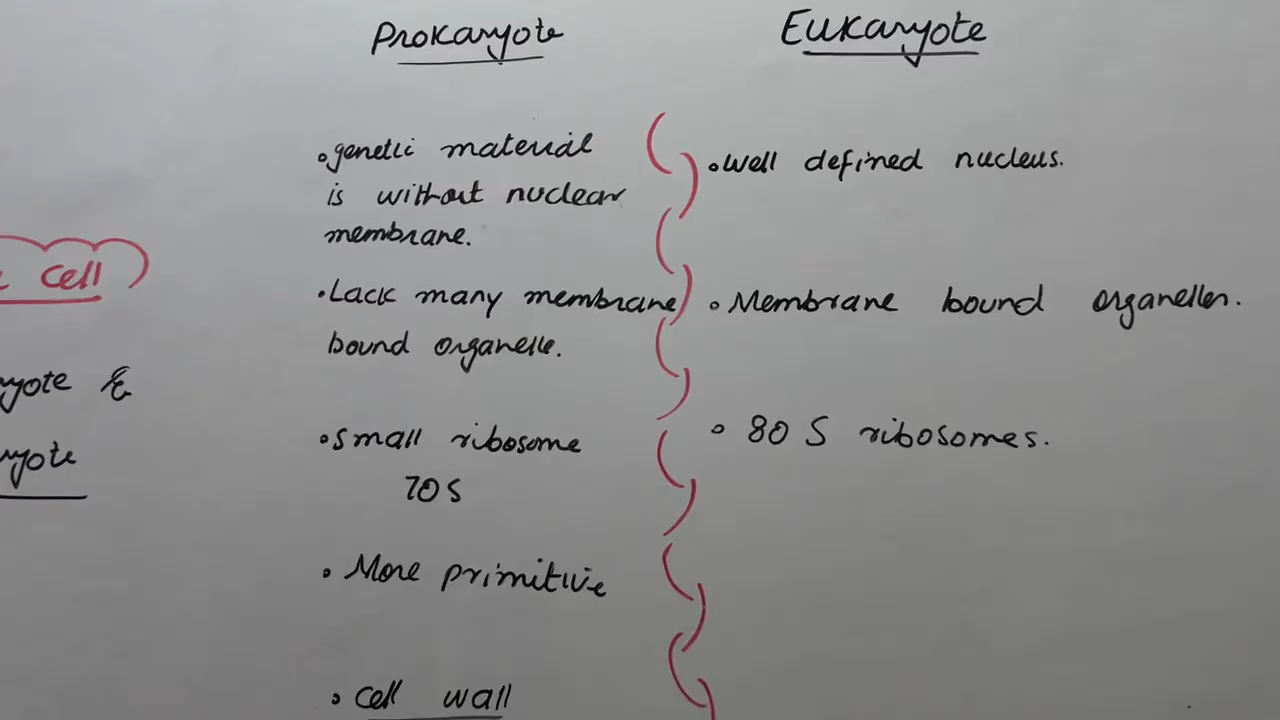 Prokaryote
Eukaryote
cell
yote &
yote
• genetic material
is without nuclear
membrane.
• Lack many membrane
bound organelle.
• small ribosome
70 S
• More primitive
• cell wall
• well defined nucleus.
• Membrane bound organelles.
• 80 S ribosomes.